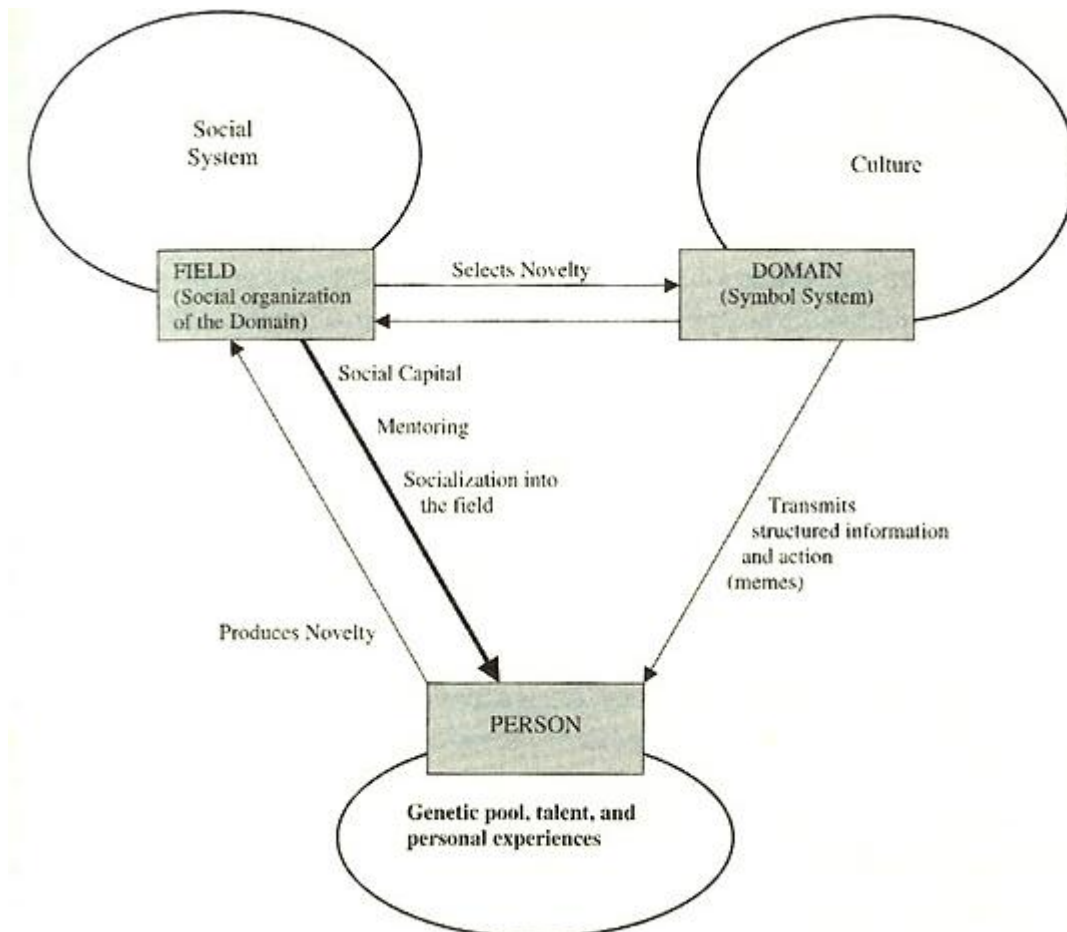 Social
System
Culture
FIELD
(Social organization
of the Domain)
Selects Novelty
DOMAIN
(Symbol System)
Social Capital
Mentoring
Socialization into
the field
Transmits
structured information
and action
(memes)
Produces Novelty
PERSON
Genetic pool, talent, and
personal experiences